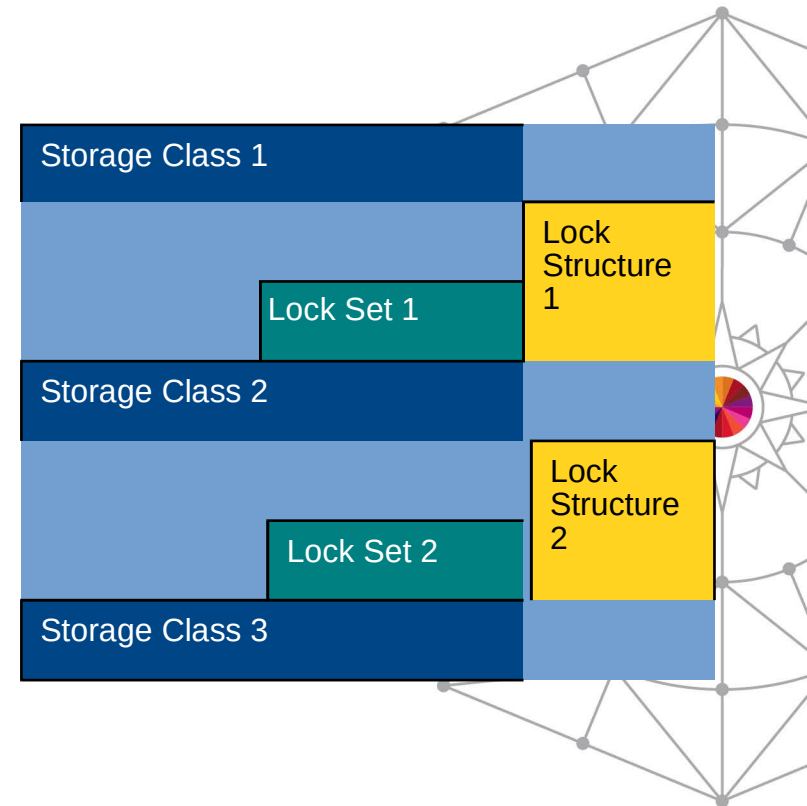 Storage Class 1
Lock
Structure
1
Lock Set 1
Storage Class 2
Lock
Structure
2
Lock Set 2
Storage Class 3